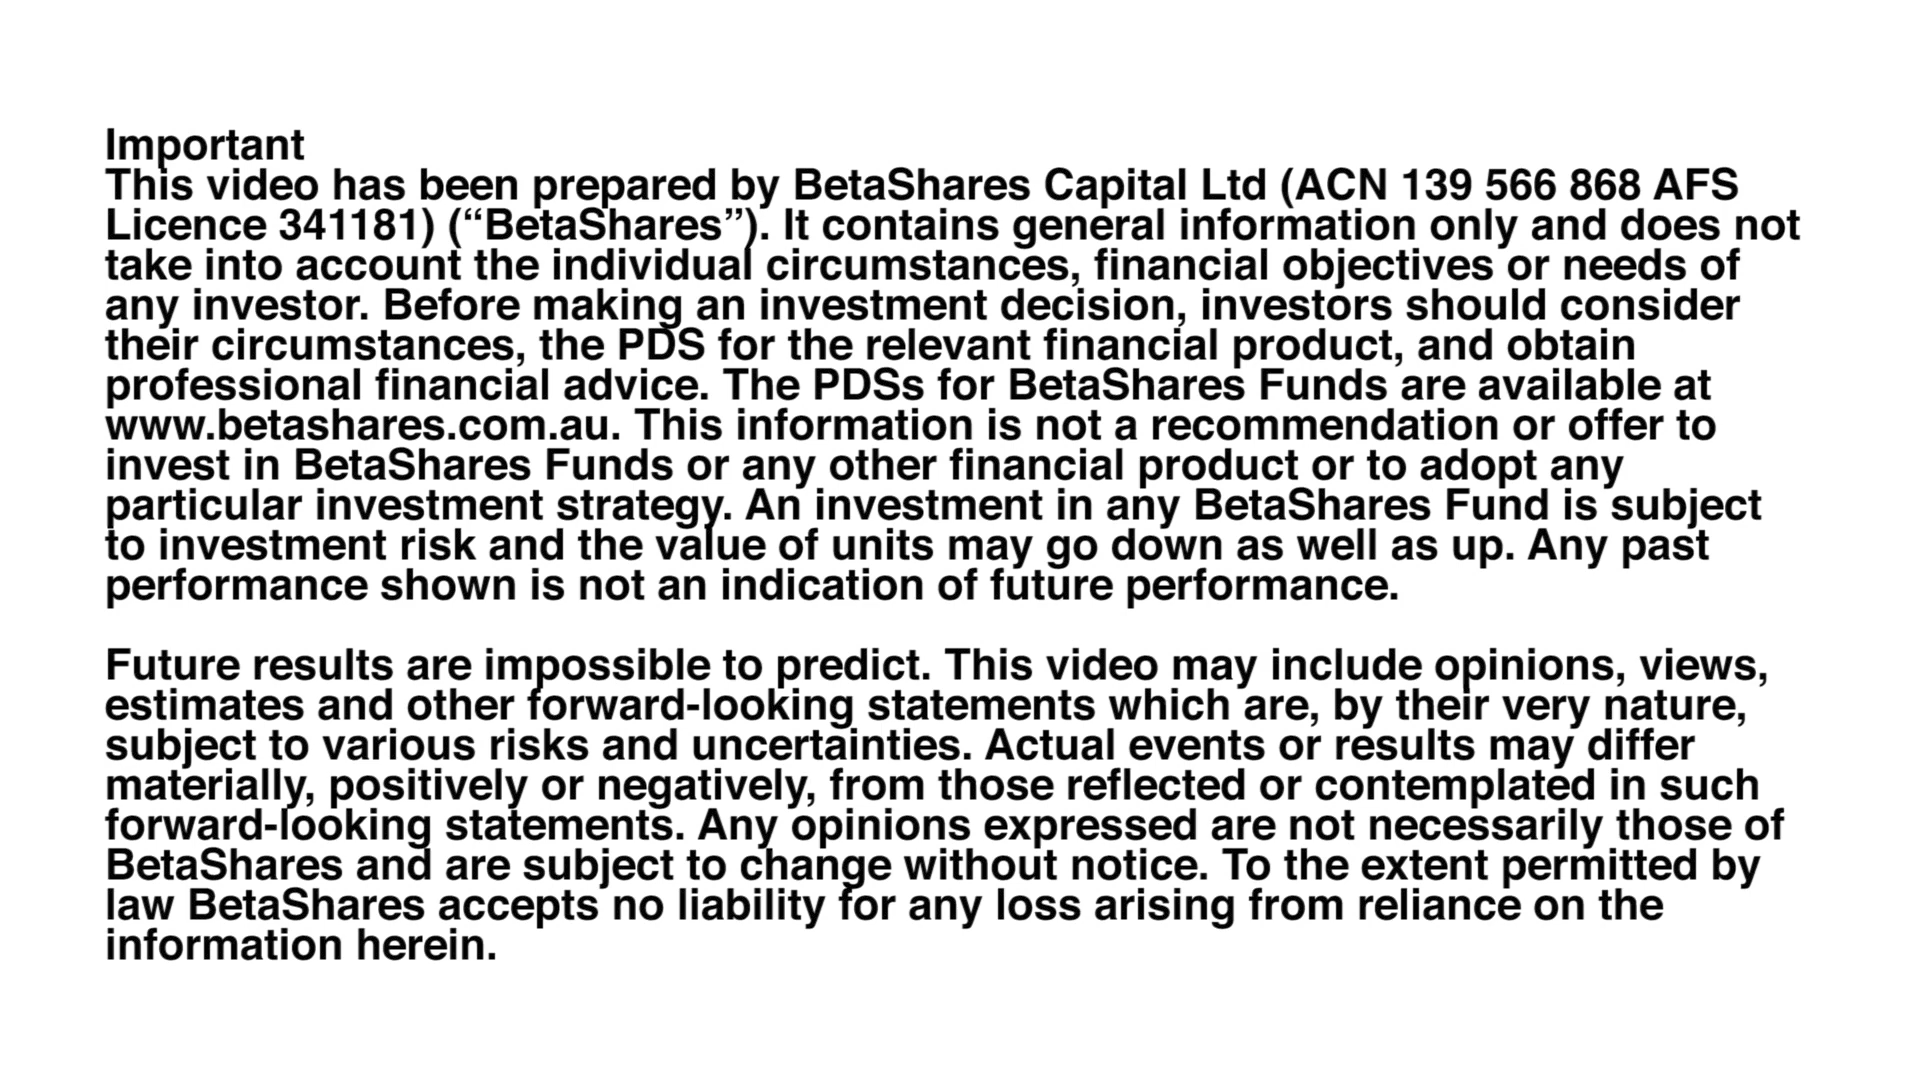 Important
This video has been prepared by BetaShares Capital Ltd (ACN 139 566 868 AFS
Licence 341181) (“BetaShares”). It contains general information only and does not
take into account the individual circumstances, financial objectives or needs of
any investor. Before making an investment decision, investors should consider
their circumstances, the PDS for the relevant financial product, and obtain
professional financial advice. The PDSs for BetaShares Funds are available at
www.betashares.com.au. This information is not a recommendation or offer to
invest in BetaShares Funds or any other financial product or to adopt any
particular investment strategy. An investment in any BetaShares Fund is subject
to investment risk and the value of units may go down as well as up. Any past
performance shown is not an indication of future performance.
Future results are impossible to predict. This video may include opinions, views,
estimates and other forward-looking statements which are, by their very nature,
subject to various risks and uncertainties. Actual events or results may differ
materially, positively or negatively, from those reflected or contemplated in such
forward-looking statements. Any opinions expressed are not necessarily those of
BetaShares and are subject to change without notice. To the extent permitted by
law BetaShares accepts no liability for any loss arising from reliance on the
information herein.